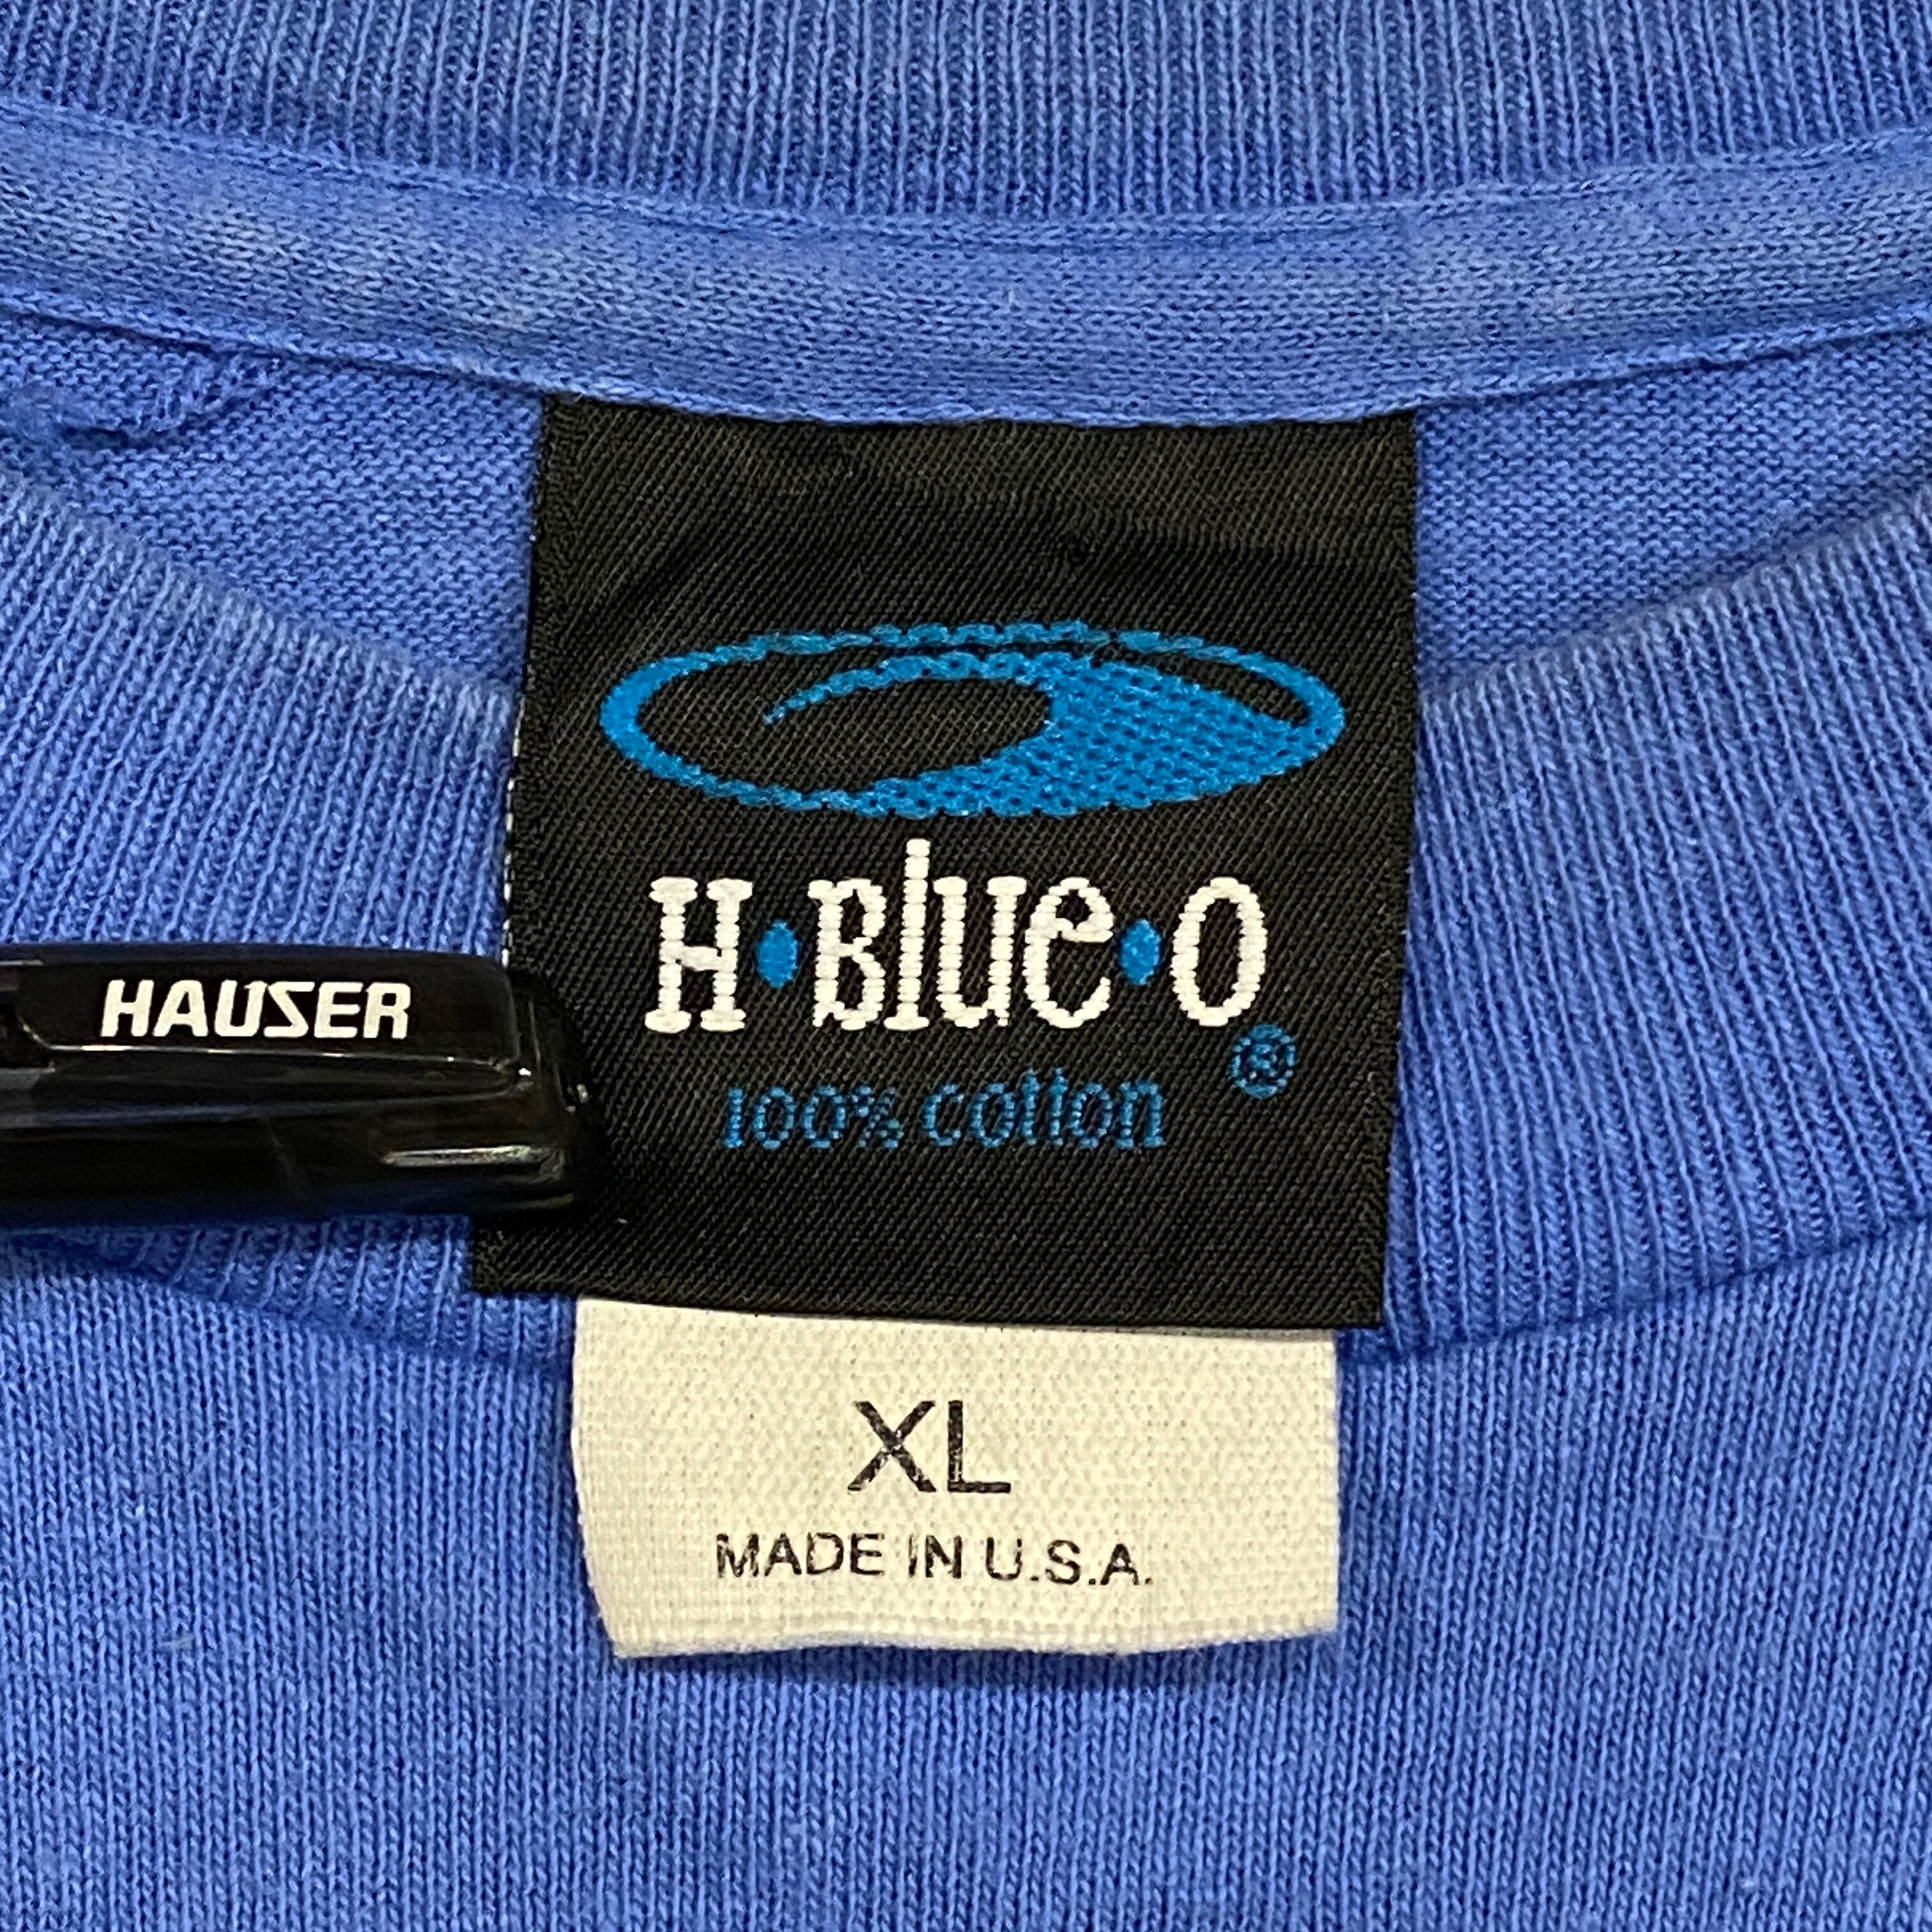 H•Blue•O®
HAUSER
100% cotton
XL
MADE IN U.S.A.